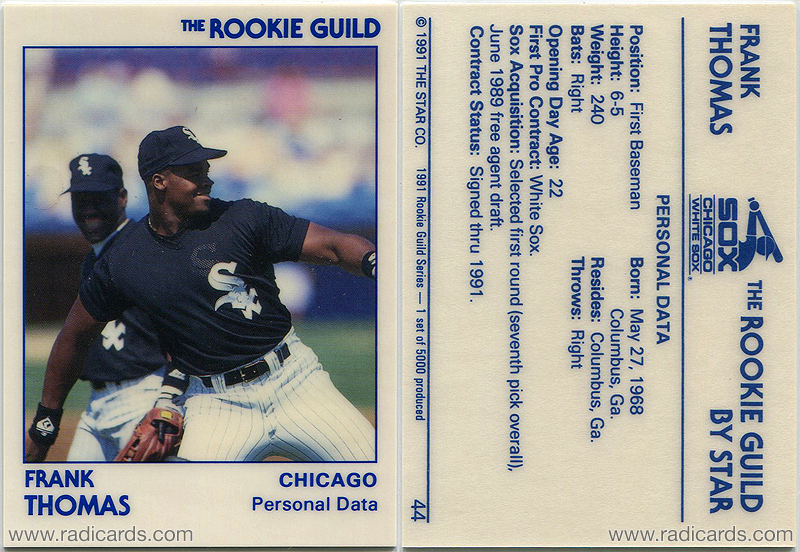 THE ROOKIE GUILD
Sox
Sox
FRANK
THOMAS
CHICAGO
Personal Data
www.radicards.com
FRANK
THOMAS
SOX
CHICAGO
WHITE SOX
®
THE ROOKIE GUILD
BY STAR
PERSONAL DATA
Position: First Baseman Born: May 27, 1968
Height: 6-5 Columbus, Ga.
Weight: 240 Resides: Columbus, Ga.
Bats: Right Throws: Right
Opening Day Age: 22
First Pro Contract: White Sox.
Sox Acquisition: Selected first round (seventh pick overall),
June 1989 free agent draft.
Contract Status: Signed thru 1991.
© 1991 THE STAR CO. 1991 Rookie Guild Series — 1 set of 5000 produced 44
www.radicards.com